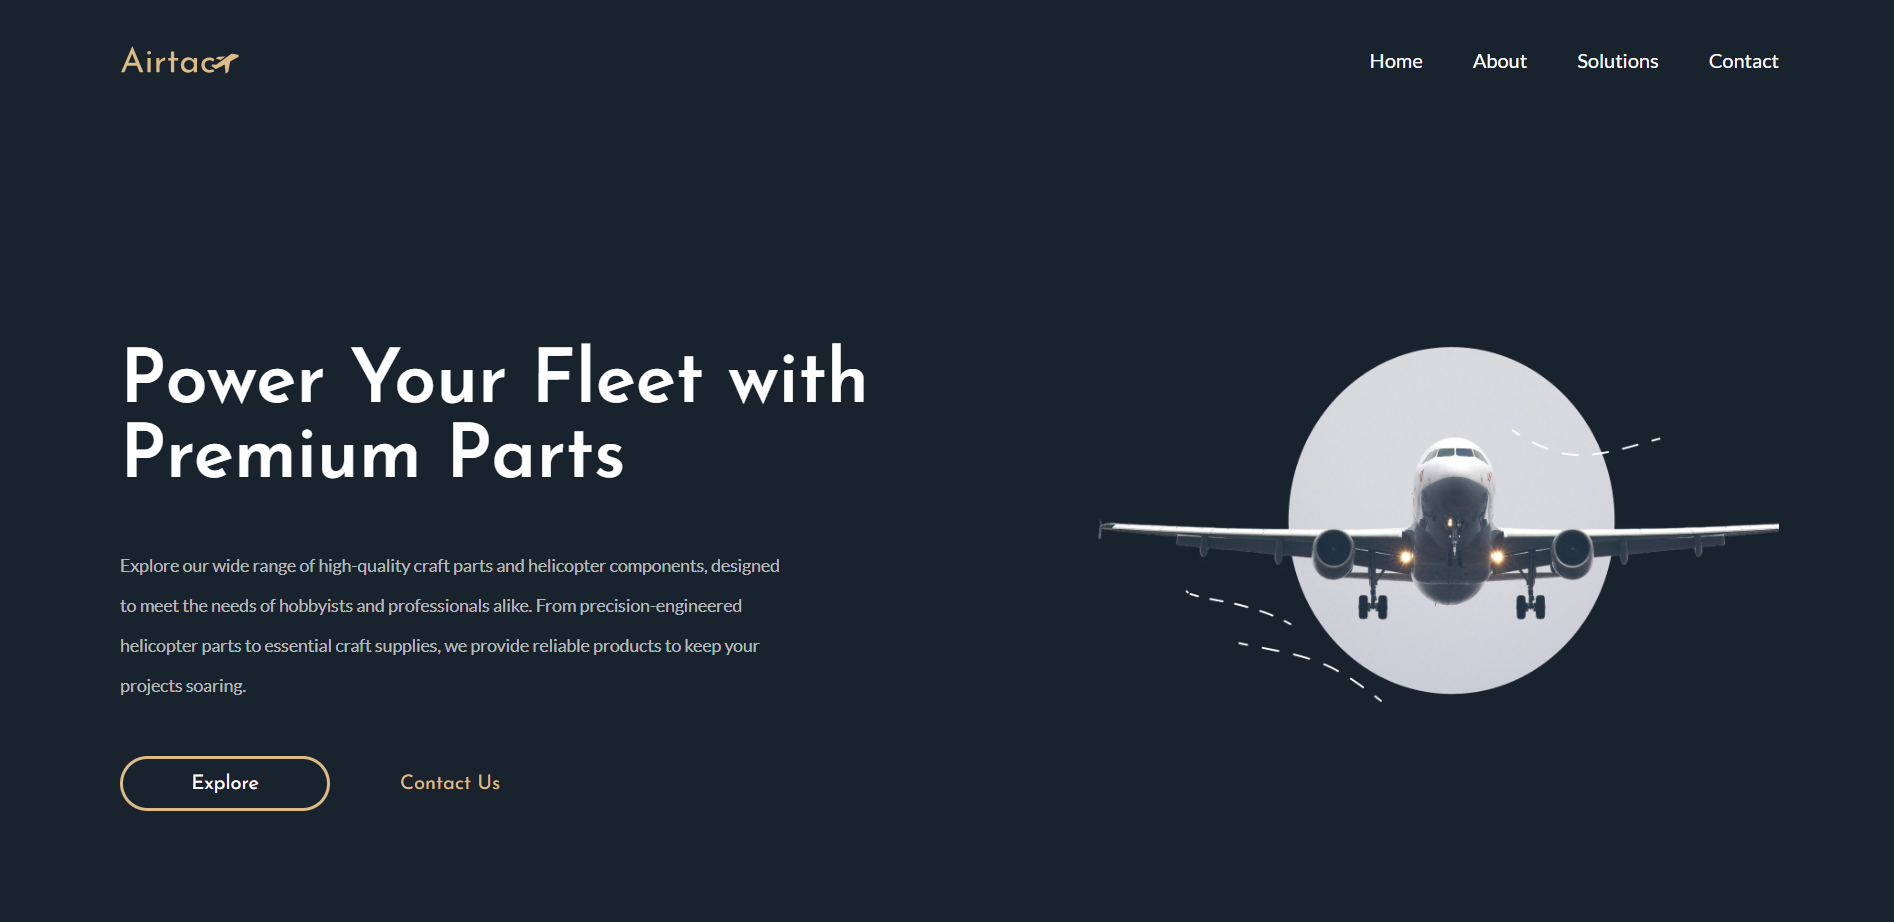 Airtact
Home About Solutions Contact
Power Your Fleet with
Premium Parts
Explore our wide range of high-quality craft parts and helicopter components, designed
to meet the needs of hobbyists and professionals alike. From precision-engineered
helicopter parts to essential craft supplies, we provide reliable products to keep your
projects soaring.
Explore Contact Us